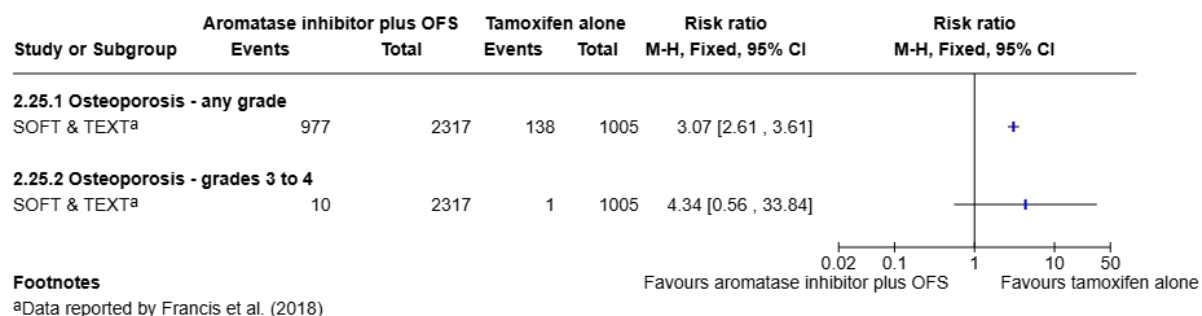 Aromatase inhibitor plus OFS Tamoxifen alone Risk ratio Risk ratio
Study or Subgroup Events Total Events Total M-H, Fixed, 95% CI M-H, Fixed, 95% CI
2.25.1 Osteoporosis - any grade
SOFT & TEXTa 977 2317 138 1005 3.07 [2.61 , 3.61]
2.25.2 Osteoporosis - grades 3 to 4
SOFT & TEXTa 10 2317 1 1005 4.34 [0.56 , 33.84]
0.02 0.1 1 10 50
Footnotes Favours aromatase inhibitor plus OFS Favours tamoxifen alone
aData reported by Francis et al. (2018)